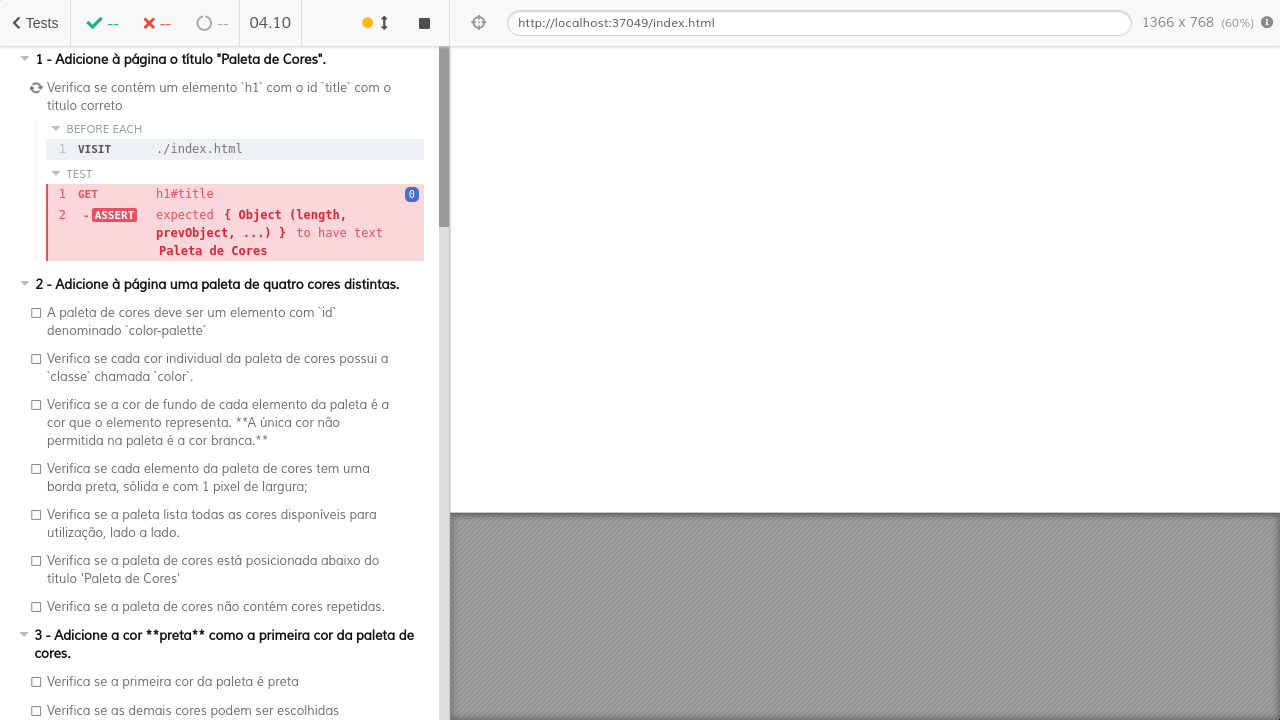 Tests
--
--
--
04.10
http://localhost:37049/index.html
1366 x 768 (60%)
1 - Adicione à página o título "Paleta de Cores".
Verifica se contém um elemento `h1` com o id `title` com o
título correto
BEFORE EACH
1 VISIT ./index.html
TEST
1 GET h1#title 0
2 -ASSERT expected { Object (length,
prevObject, ...) } to have text
Paleta de Cores
2 - Adicione à página uma paleta de quatro cores distintas.
A paleta de cores deve ser um elemento com `id`
denominado `color-palette`
Verifica se cada cor individual da paleta de cores possui a
`classe` chamada `color`.
Verifica se a cor de fundo de cada elemento da paleta é a
cor que o elemento representa. **A única cor não
permitida na paleta é a cor branca.**
Verifica se cada elemento da paleta de cores tem uma
borda preta, sólida e com 1 pixel de largura;
Verifica se a paleta lista todas as cores disponíveis para
utilização, lado a lado.
Verifica se a paleta de cores está posicionada abaixo do
título 'Paleta de Cores'
Verifica se a paleta de cores não contém cores repetidas.
3 - Adicione a cor **preta** como a primeira cor da paleta de
cores.
Verifica se a primeira cor da paleta é preta
Verifica se as demais cores podem ser escolhidas